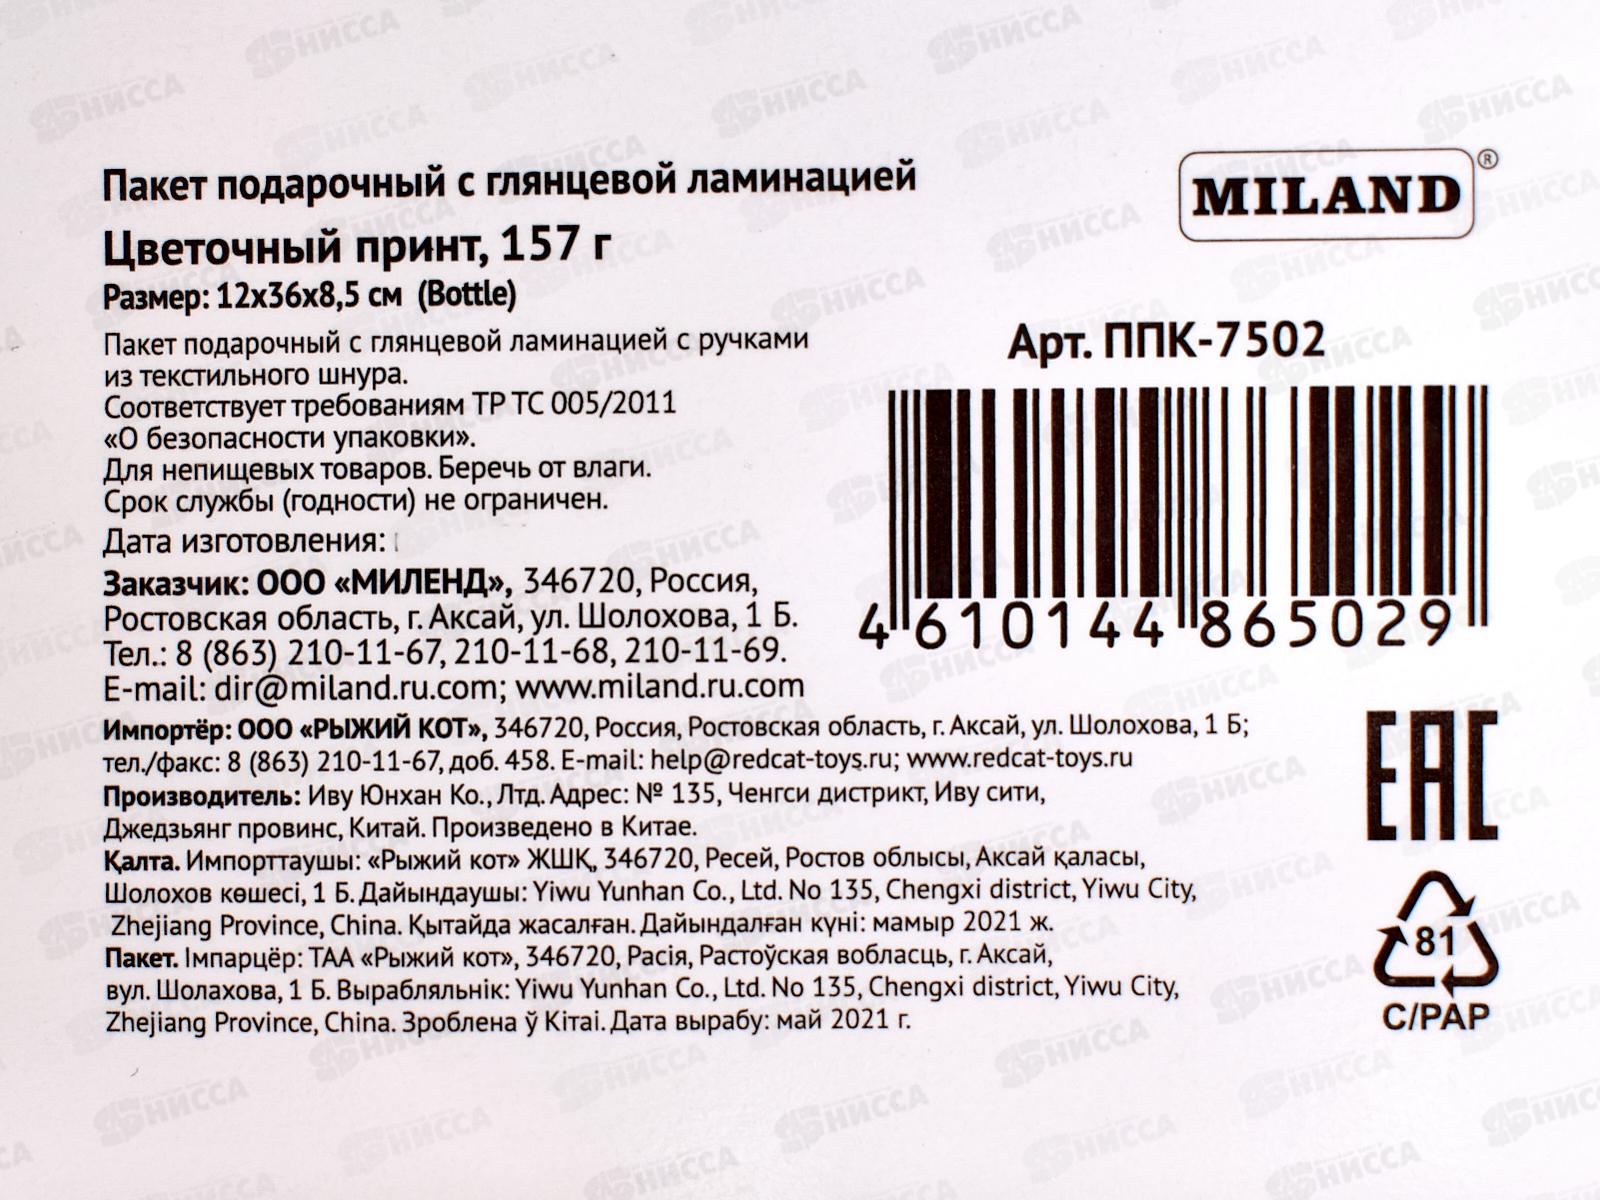 Пакет подарочный с глянцевой ламинацией
MILAND®
Цветочный принт, 157 г
Размер: 12x36x8,5 см (Bottle)
Пакет подарочный с глянцевой ламинацией с ручками
из текстильного шнура.
Соответствует требованиям ТР ТС 005/2011
«О безопасности упаковки».
Для непищевых товаров. Беречь от влаги.
Срок службы (годности) не ограничен.
Дата изготовления:
Арт. ППК-7502
4 610144 865029
Заказчик: ООО «МИЛЕНД», 346720, Россия,
Ростовская область, г. Аксай, ул. Шолохова, 1 Б.
Тел.: 8 (863) 210-11-67, 210-11-68, 210-11-69.
E-mail: dir@miland.ru.com; www.miland.ru.com
Импортёр: ООО «РЫЖИЙ КОТ», 346720, Россия, Ростовская область, г. Аксай, ул. Шолохова, 1 Б;
тел./факс: 8 (863) 210-11-67, доб. 458. E-mail: help@redcat-toys.ru; www.redcat-toys.ru
Производитель: Иву Юнхан Ко., Лтд. Адрес: № 135, Ченгси дистрикт, Иву сити,
Джедзьянг провинс, Китай. Произведено в Китае.
Қалта. Импорттаушы: «Рыжий кот» ЖШҚ, 346720, Ресей, Ростов облысы, Аксай қаласы,
Шолохов көшесі, 1 Б. Дайындаушы: Yiwu Yunhan Co., Ltd. No 135, Chengxi district, Yiwu City,
Zhejiang Province, China. Қытайда жасалған. Дайындалған күні: мамыр 2021 ж.
Пакет. Імпарцёр: ТАА «Рыжий кот», 346720, Расія, Растоўская вобласць, г. Аксай,
вул. Шолахова, 1 Б. Вырабляльнік: Yiwu Yunhan Co., Ltd. No 135, Chengxi district, Yiwu City,
Zhejiang Province, China. Зроблена ў Кітаі. Дата вырабу: май 2021 г.
EAC
81
C/PAP
НИССА